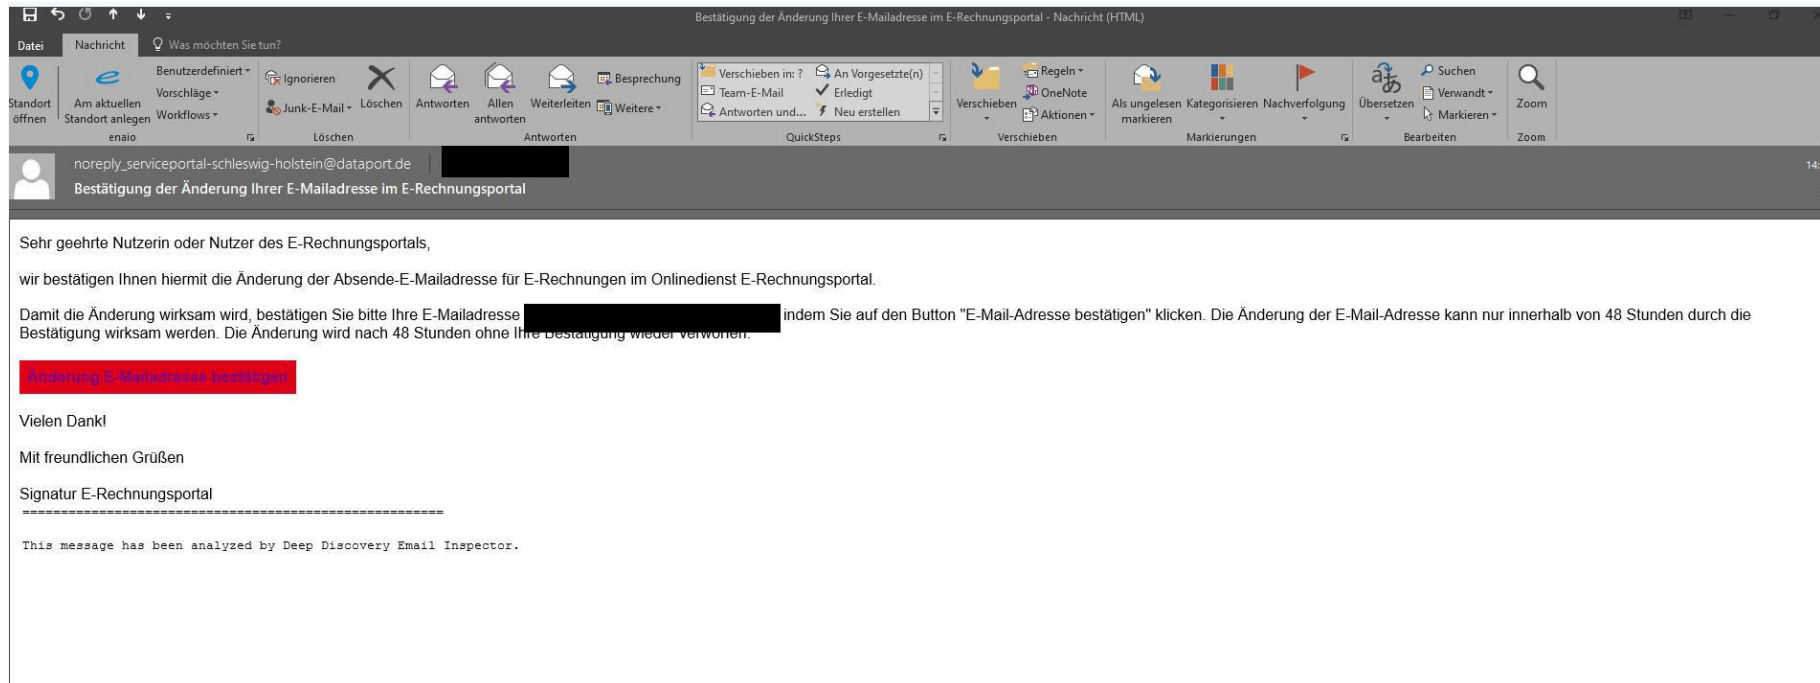 Bestätigung der Änderung Ihrer E-Mailadresse im E-Rechnungsportal - Nachricht (HTML)
Datei Nachricht Was möchten Sie tun?
Standort öffnen
Am aktuellen Standort anlegen
Benutzerdefiniert
Vorschläge
Workflows
enaio
Ignorieren
Junk-E-Mail
Löschen
Löschen
Antworten
Allen antworten
Weiterleiten
Besprechung
Weitere
Antworten
Verschieben in: ?
Team-E-Mail
Antworten und...
An Vorgesetzte(n)
Erledigt
Neu erstellen
QuickSteps
Verschieben
Regeln
OneNote
Aktionen
Verschieben
Als ungelesen markieren
Kategorisieren
Nachverfolgung
Markierungen
Übersetzen
Suchen
Verwandt
Markieren
Bearbeiten
Zoom
Zoom
noreply_serviceportal-schleswig-holstein@dataport.de
14:
Bestätigung der Änderung Ihrer E-Mailadresse im E-Rechnungsportal
Sehr geehrte Nutzerin oder Nutzer des E-Rechnungsportals,
wir bestätigen Ihnen hiermit die Änderung der Absende-E-Mailadresse für E-Rechnungen im Onlinedienst E-Rechnungsportal.
Damit die Änderung wirksam wird, bestätigen Sie bitte Ihre E-Mailadresse indem Sie auf den Button "E-Mail-Adresse bestätigen" klicken. Die Änderung der E-Mail-Adresse kann nur innerhalb von 48 Stunden durch die
Bestätigung wirksam werden. Die Änderung wird nach 48 Stunden ohne Ihre Bestätigung wieder verworfen.
Änderung E-Mailadresse bestätigen
Vielen Dank!
Mit freundlichen Grüßen
Signatur E-Rechnungsportal
=======================================================
This message has been analyzed by Deep Discovery Email Inspector.